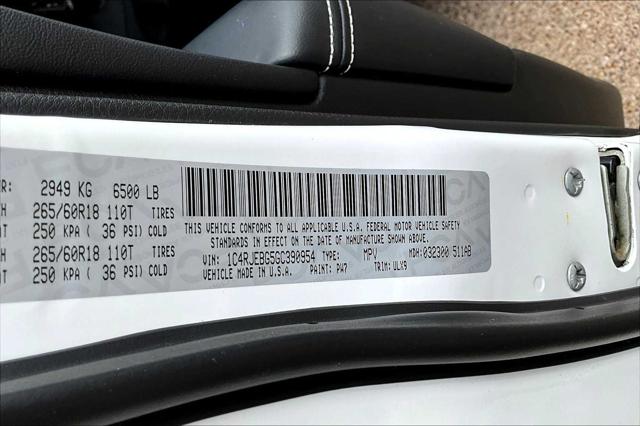 ER: 2949 KG 6500 LB
H 265/60R18 110T TIRES
250 KPA ( 36 PSI) COLD
H 265/60R18 110T TIRES
250 KPA ( 36 PSI) COLD
THIS VEHICLE CONFORMS TO ALL APPLICABLE U.S.A. FEDERAL MOTOR VEHICLE SAFETY
STANDARDS IN EFFECT ON THE DATE OF MANUFACTURE SHOWN ABOVE.
VIN: 1C4RJEBG5GC390954 TYPE: MPV MDH: 032300 511AB
VEHICLE MADE IN U.S.A. PAINT: PW7 TRIM: ULX9